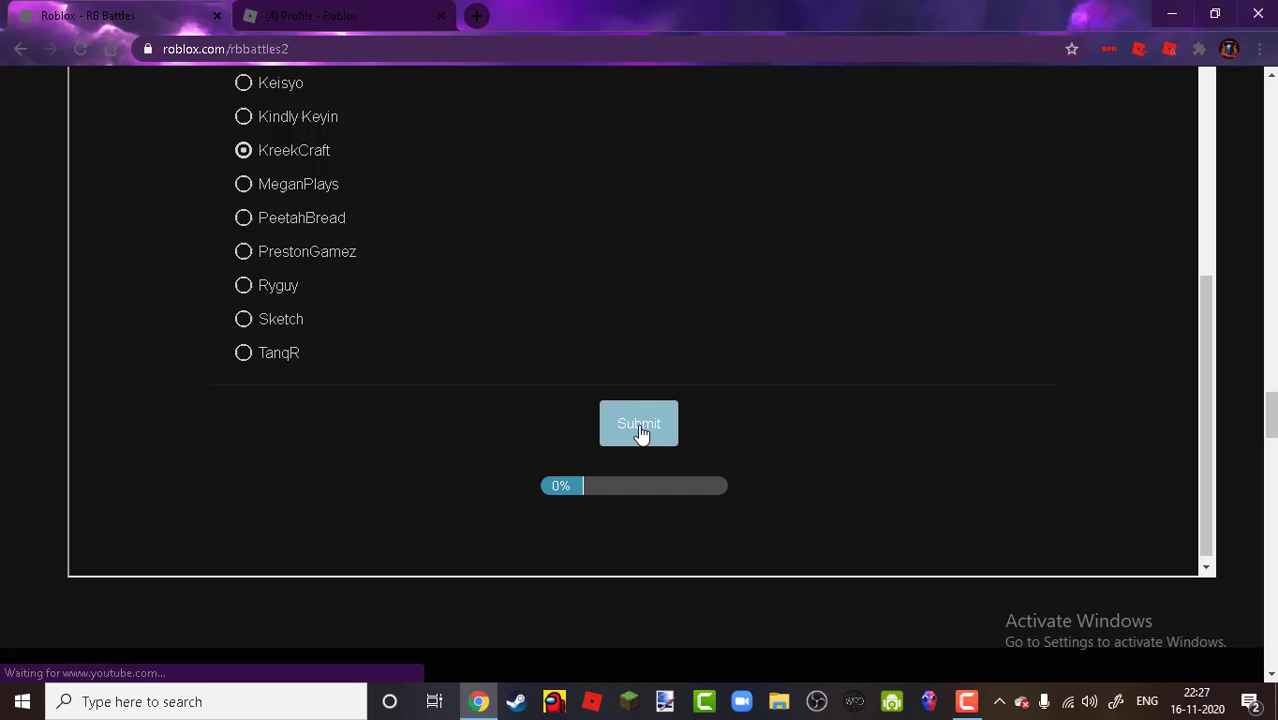 Roblox - RB Battles
(4) Profile - Roblox
roblox.com/rbbattles2
Keisyo
Kindly Keyin
KreekCraft
MeganPlays
PeetahBread
PrestonGamez
Ryguy
Sketch
TanqR
Submit
0%
Activate Windows
Go to Settings to activate Windows.
Waiting for www.youtube.com...
Type here to search
ENG
22:27
16-11-2020
2